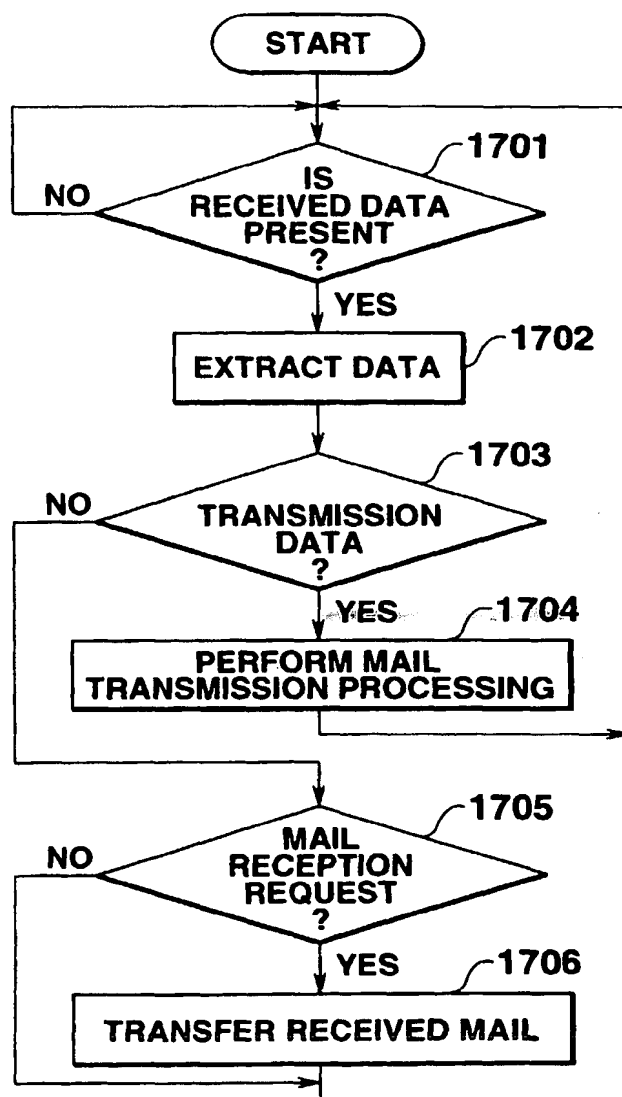 START
1701
IS
RECEIVED DATA
PRESENT
?
NO
YES
1702
EXTRACT DATA
1703
NO
TRANSMISSION
DATA
?
YES
1704
PERFORM MAIL
TRANSMISSION PROCESSING
1705
NO
MAIL
RECEPTION
REQUEST
?
YES
1706
TRANSFER RECEIVED MAIL